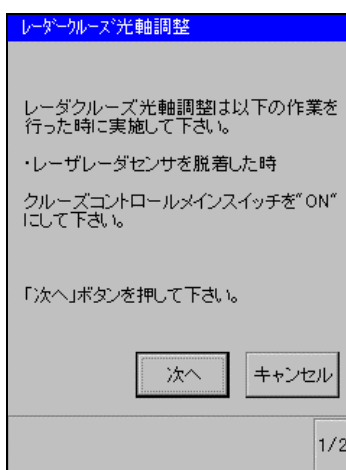 ﾚｰﾀﾞｰｸﾙｰｽﾞ光軸調整
レーダクルーズ光軸調整は以下の作業を
行った時に実施して下さい。
・レーザレーダセンサを脱着した時
クルーズコントロールメインスイッチを“ON“
にして下さい。
「次へ」ボタンを押して下さい。
次へ
キャンセル
1/2